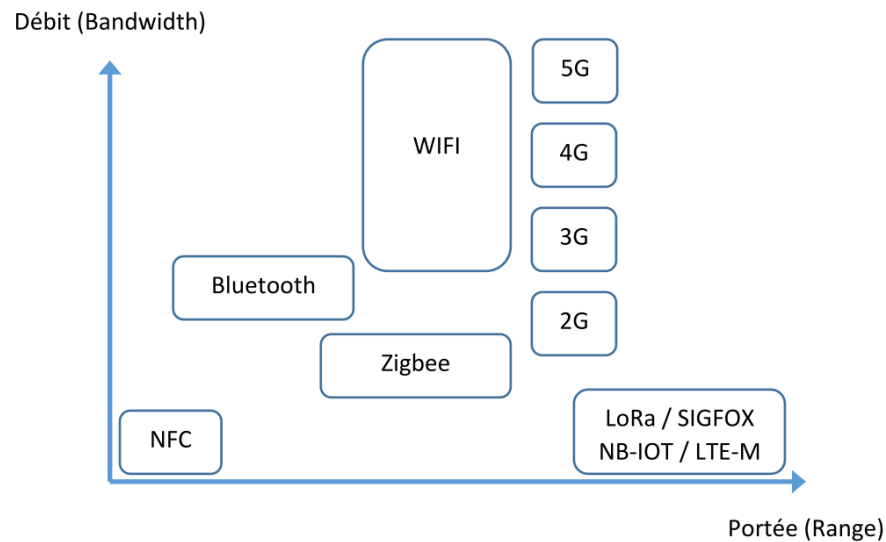 Débit (Bandwidth)
5G
WIFI
4G
3G
Bluetooth
2G
Zigbee
LoRa / SIGFOX
NFC
NB-IOT / LTE-M
Portée (Range)